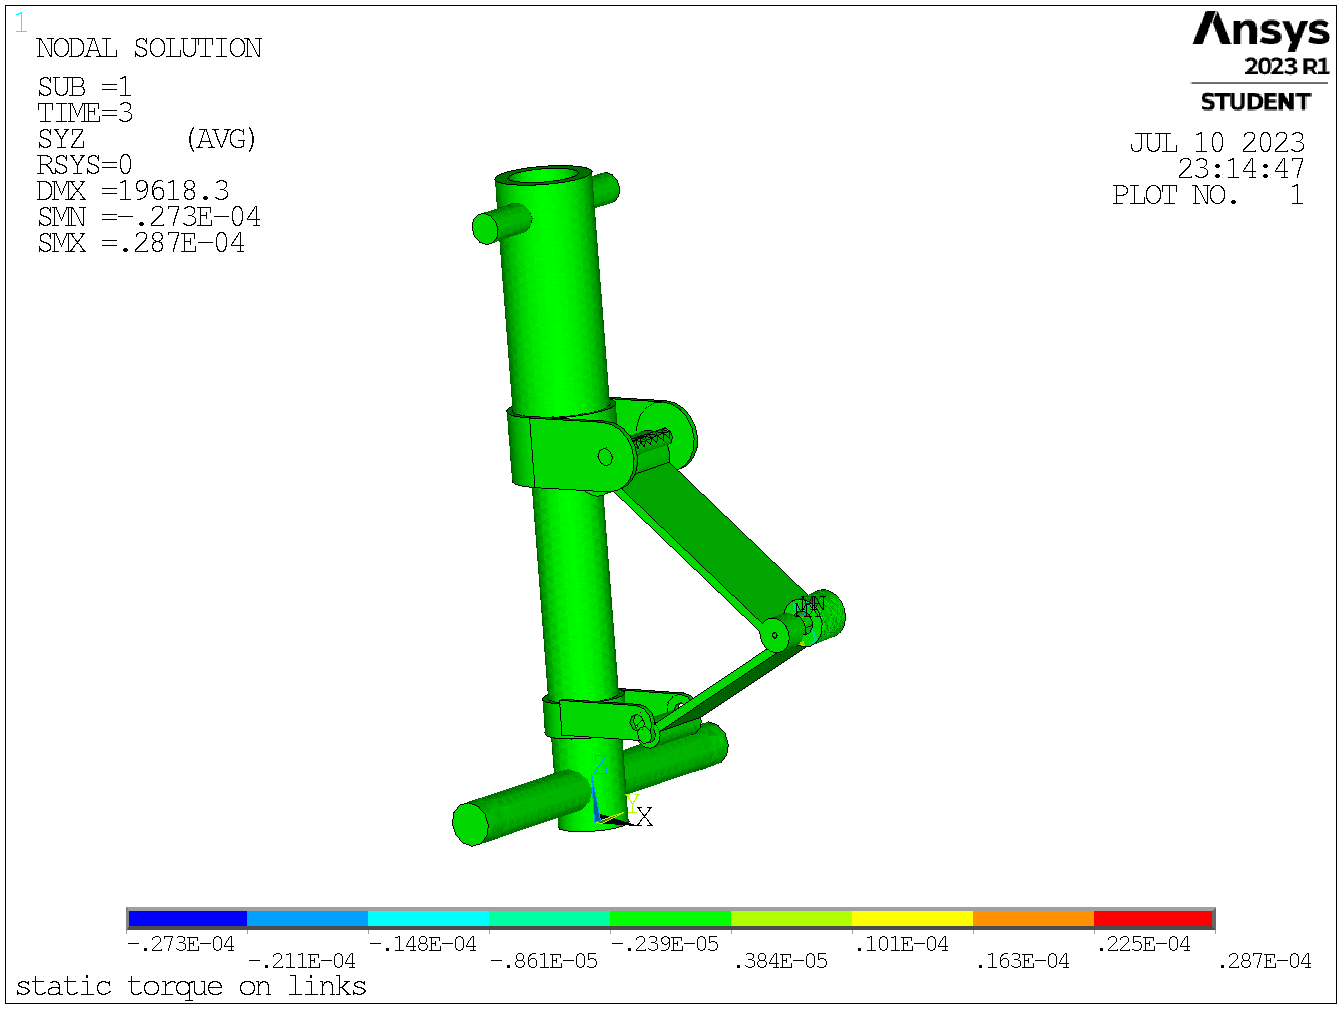 1
NODAL SOLUTION
SUB =1
TIME=3
SYZ (AVG)
RSYS=0
DMX =19618.3
SMN =-.273E-04
SMX =.287E-04
Ansys
2023 R1
STUDENT
JUL 10 2023
23:14:47
PLOT NO. 1
Z
Y
X
-.273E-04
-.211E-04
-.148E-04
-.861E-05
-.239E-05
.384E-05
.101E-04
.163E-04
.225E-04
.287E-04
static torque on links